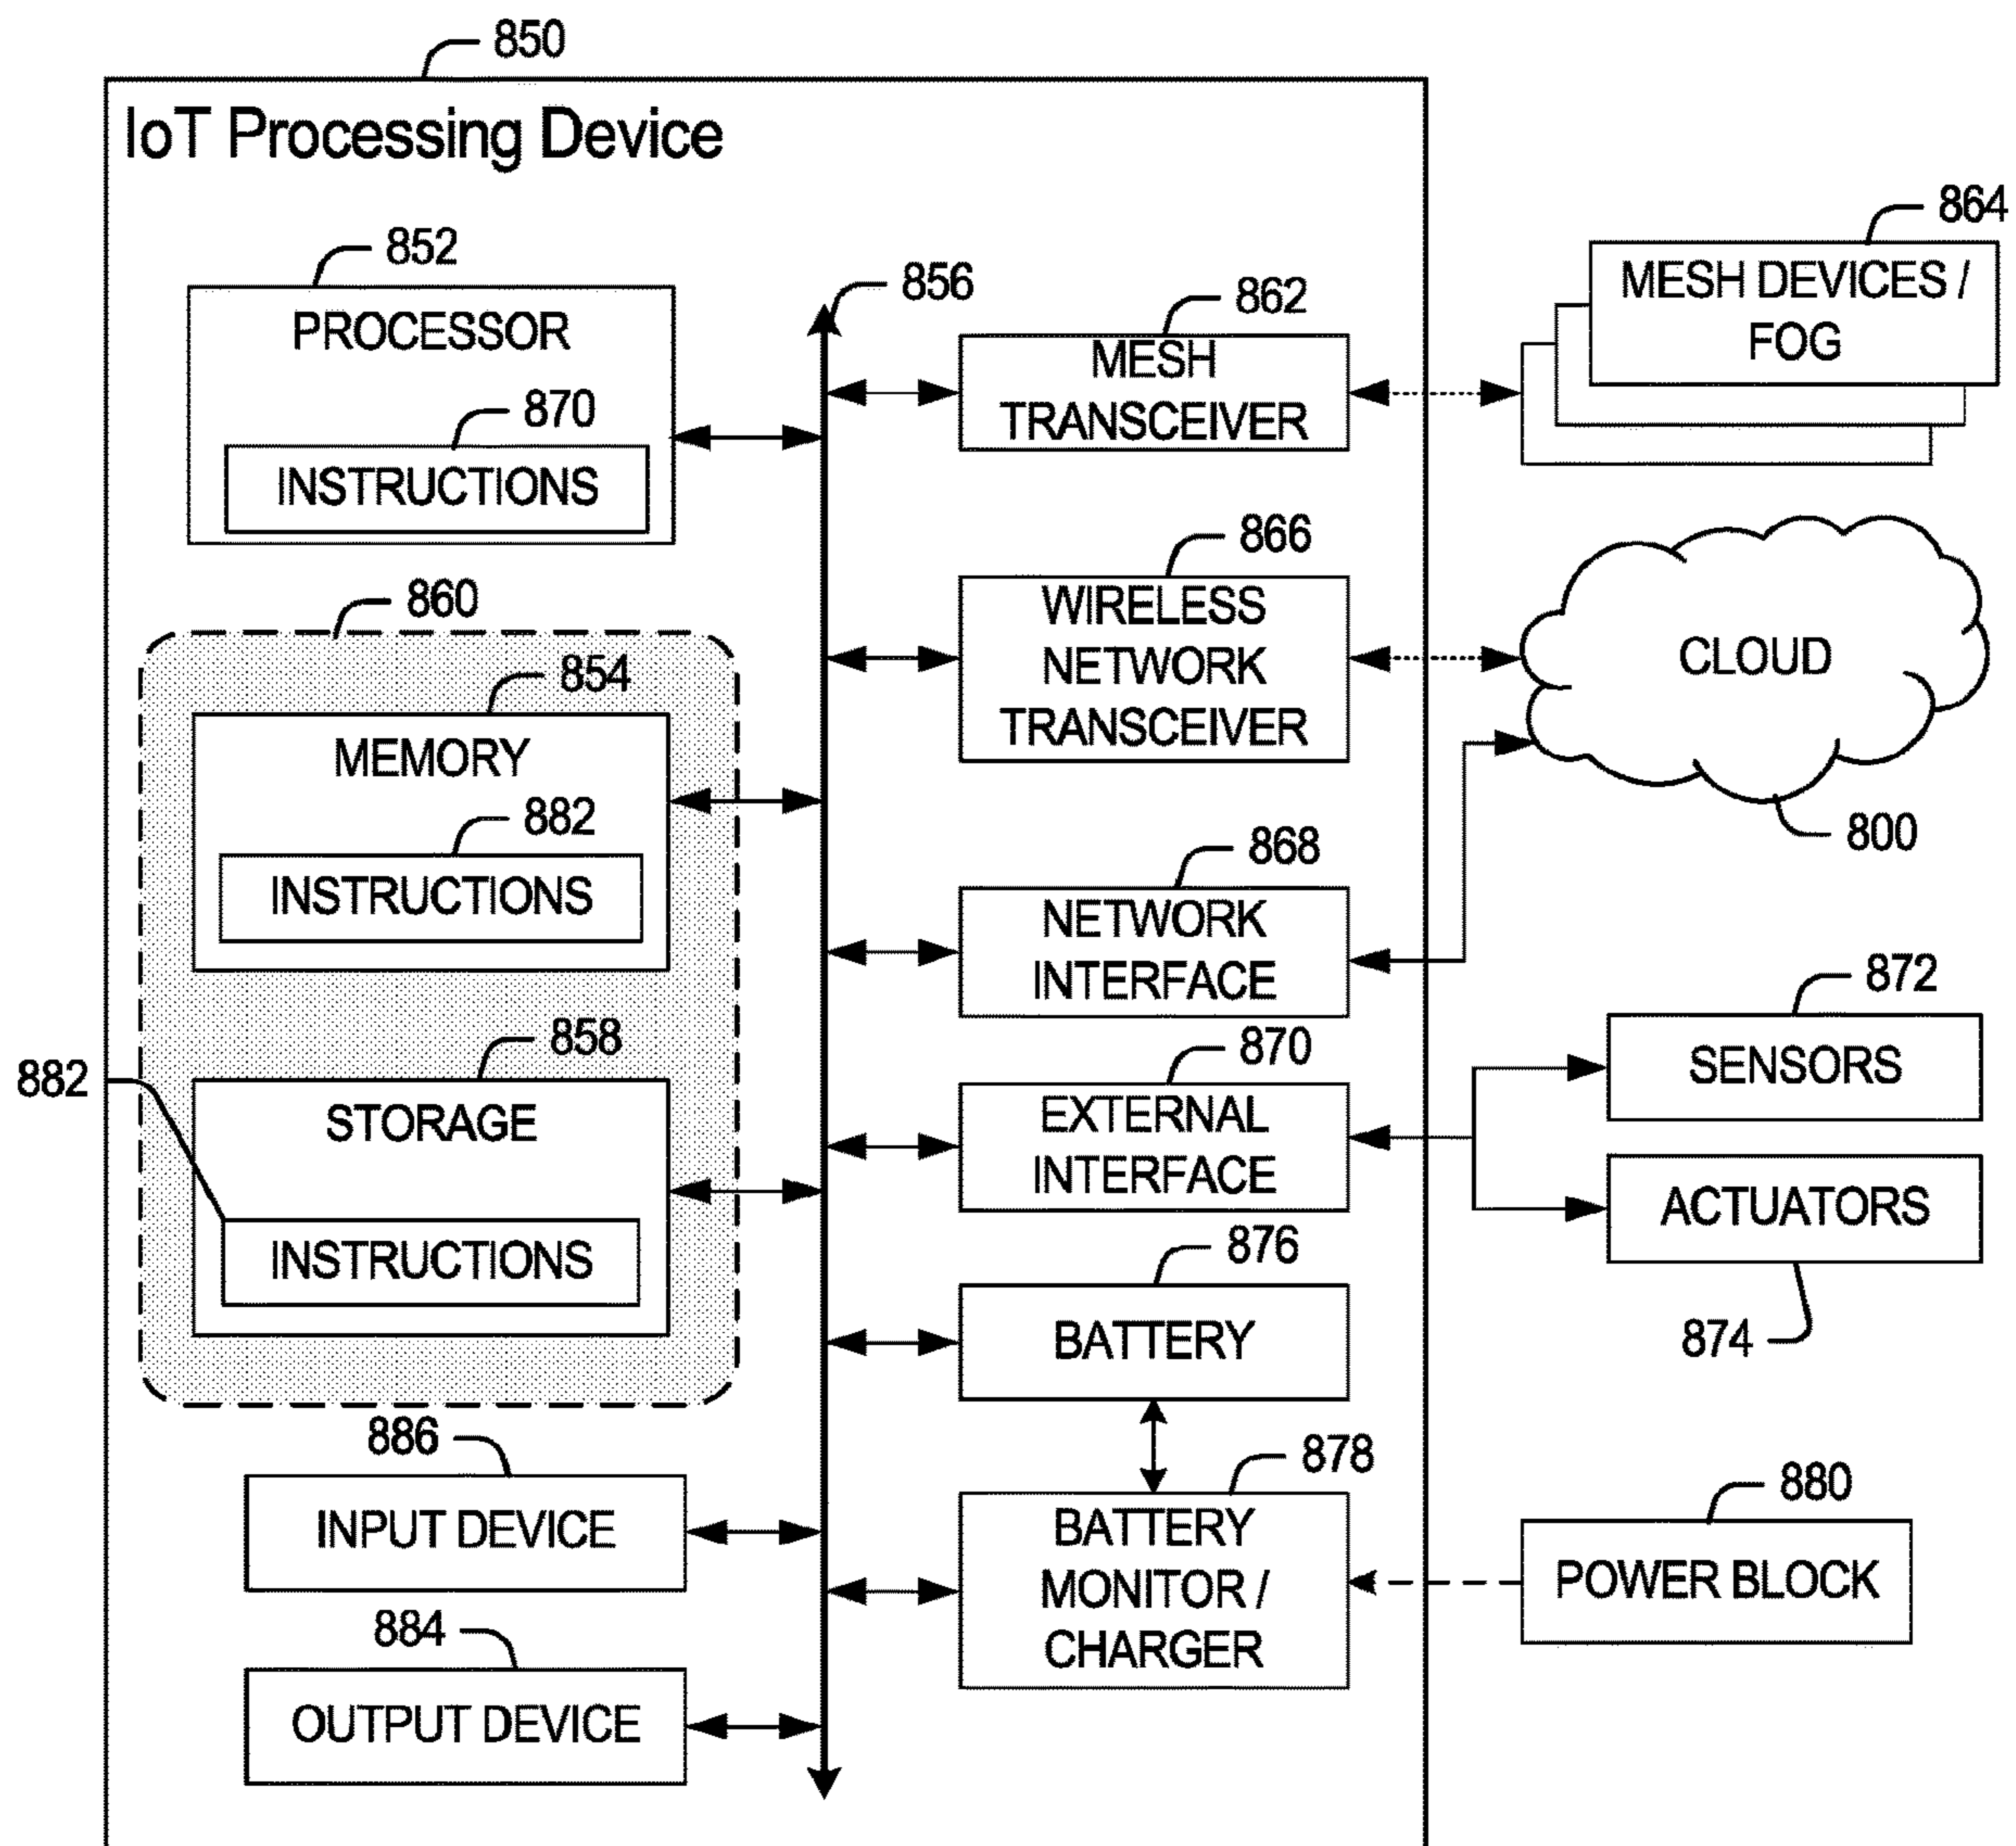 850
IoT Processing Device
852
PROCESSOR
870
INSTRUCTIONS
860
854
MEMORY
882
INSTRUCTIONS
858
882
STORAGE
INSTRUCTIONS
886
INPUT DEVICE
884
OUTPUT DEVICE
856
862
MESH
TRANSCEIVER
866
WIRELESS
NETWORK
TRANSCEIVER
868
NETWORK
INTERFACE
870
EXTERNAL
INTERFACE
876
BATTERY
878
BATTERY
MONITOR /
CHARGER
864
MESH DEVICES /
FOG
CLOUD
800
872
SENSORS
ACTUATORS
874
880
POWER BLOCK